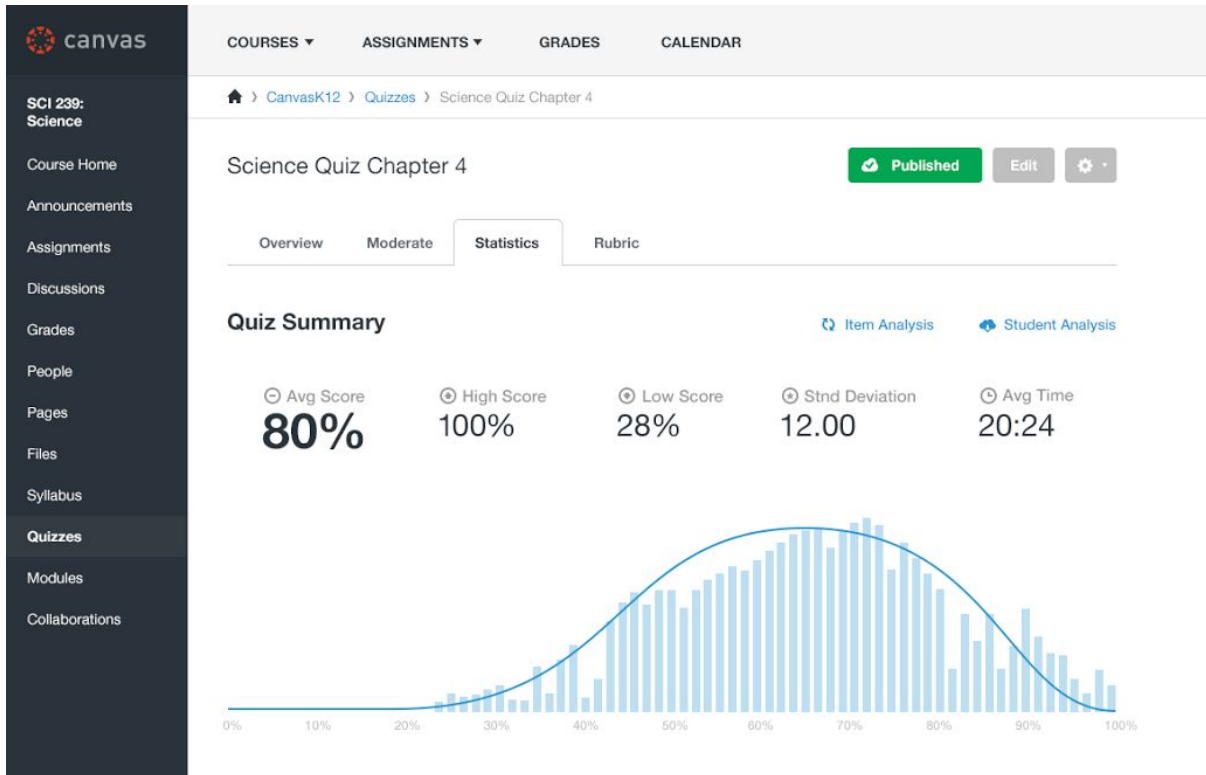 canvas
COURSES ▾ ASSIGNMENTS ▾ GRADES CALENDAR
CanvasK12 > Quizzes > Science Quiz Chapter 4
SCI 239:
Science
Course Home
Announcements
Assignments
Discussions
Grades
People
Pages
Files
Syllabus
Quizzes
Modules
Collaborations
Science Quiz Chapter 4
Published Edit
Overview Moderate Statistics Rubric
Quiz Summary
Item Analysis Student Analysis
Avg Score High Score Low Score Stnd Deviation Avg Time
80% 100% 28% 12.00 20:24
0% 10% 20% 30% 40% 50% 60% 70% 80% 90% 100%